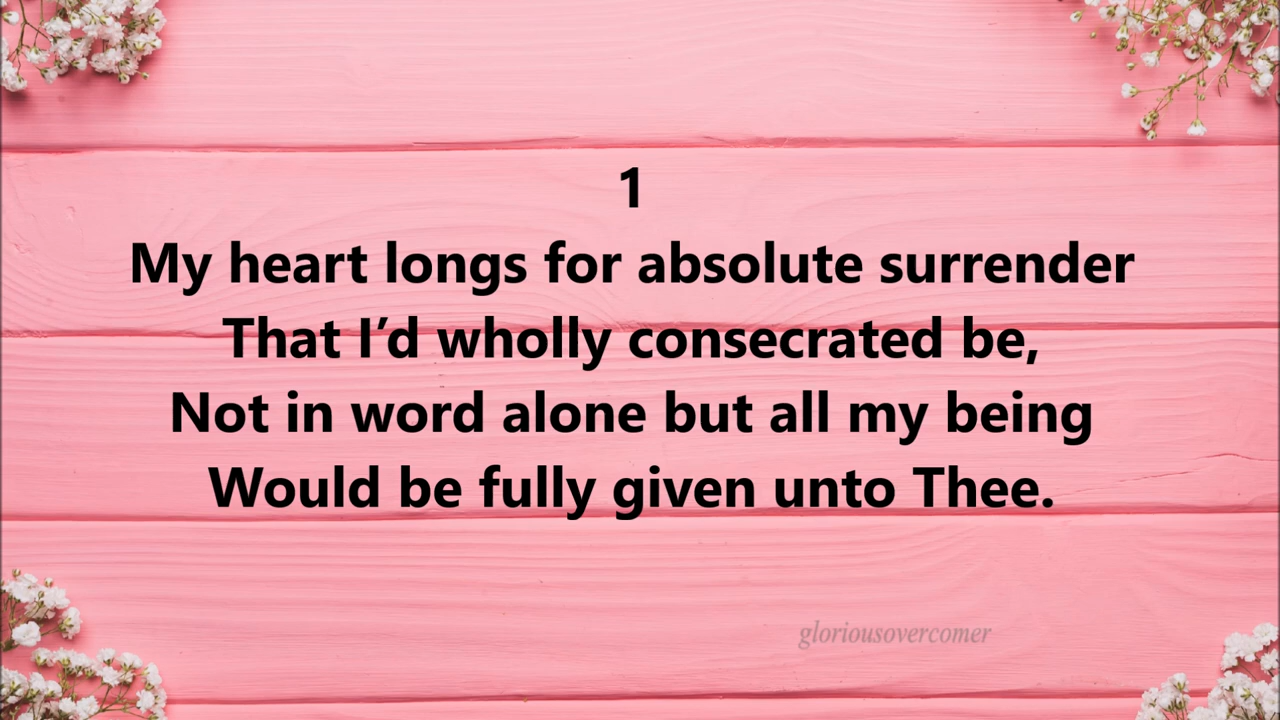 1
My heart longs for absolute surrender
That I’d wholly consecrated be,
Not in word alone but all my being
Would be fully given unto Thee.
gloriousovercomer